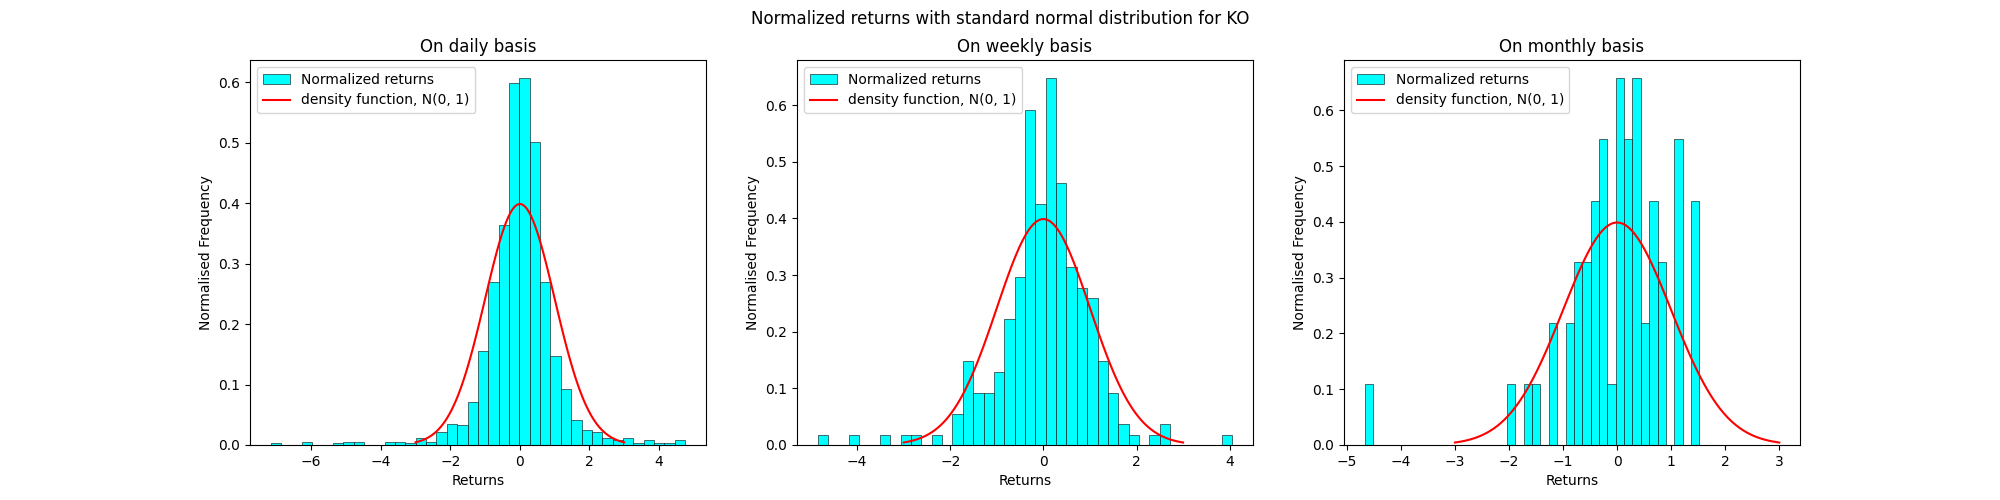 Normalized returns with standard normal distribution for KO
On daily basis
Normalized returns
density function, N(0, 1)
Normalised Frequency
0.6
0.5
0.4
0.3
0.2
0.1
0.0
−6 −4 −2 0 2 4
Returns
On weekly basis
Normalized returns
density function, N(0, 1)
Normalised Frequency
0.6
0.5
0.4
0.3
0.2
0.1
0.0
−4 −2 0 2 4
Returns
On monthly basis
Normalized returns
density function, N(0, 1)
Normalised Frequency
0.6
0.5
0.4
0.3
0.2
0.1
0.0
−5 −4 −3 −2 −1 0 1 2 3
Returns